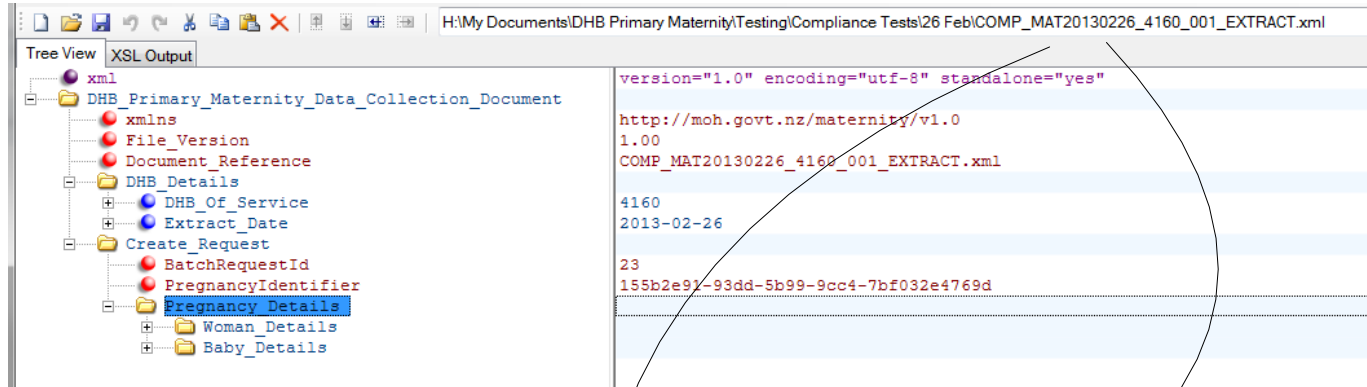 H:\My Documents\DHB Primary Maternity\Testing\Compliance Tests\26 Feb\COMP_MAT20130226_4160_001_EXTRACT.xml
Tree View XSL Output
xml version="1.0" encoding="utf-8" standalone="yes"
DHB_Primary_Maternity_Data_Collection_Document
xmlns http://moh.govt.nz/maternity/v1.0
File_Version 1.00
Document_Reference COMP_MAT20130226_4160_001_EXTRACT.xml
DHB_Details
DHB_Of_Service 4160
Extract_Date 2013-02-26
Create_Request
BatchRequestId 23
PregnancyIdentifier 155b2e91-93dd-5b99-9cc4-7bf032e4769d
Pregnancy_Details
Woman_Details
Baby_Details